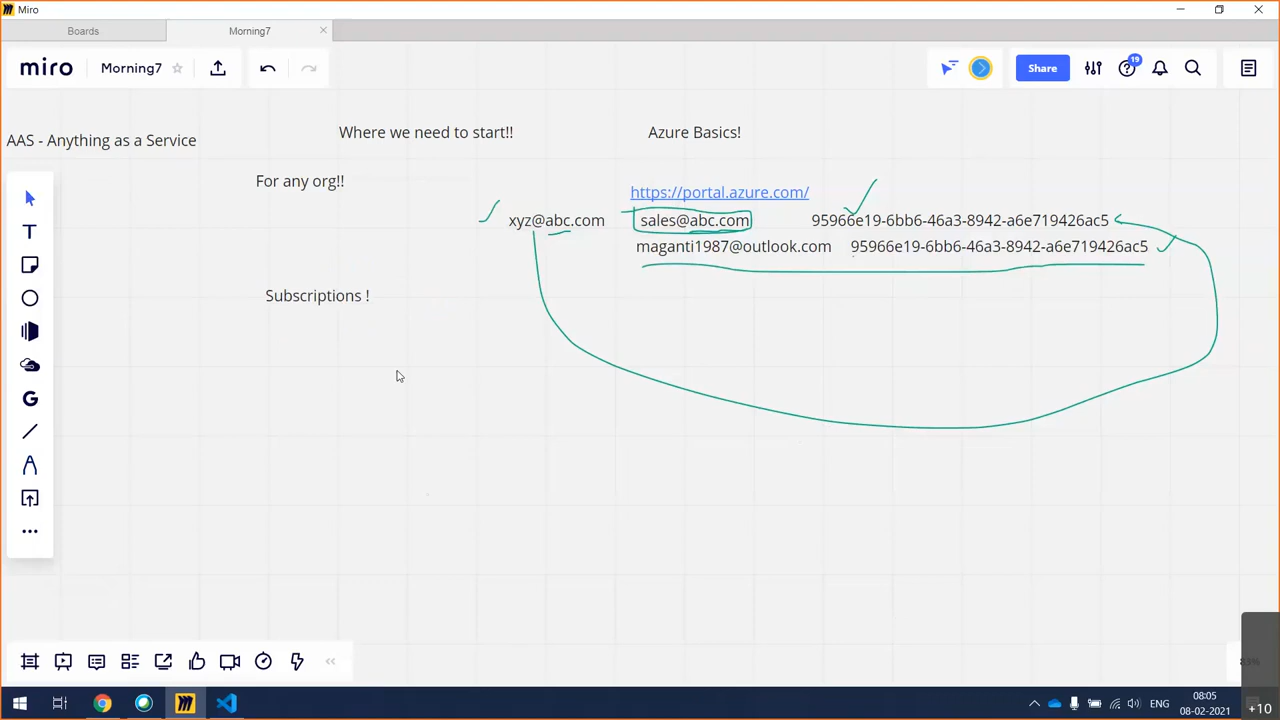 Miro
Boards
Morning7
miro
Morning7
Share
19
Where we need to start!!
Azure Basics!
AAS - Anything as a Service
For any org!!
https://portal.azure.com/
xyz@abc.com
sales@abc.com
95966e19-6bb6-46a3-8942-a6e719426ac5
maganti1987@outlook.com
95966e19-6bb6-46a3-8942-a6e719426ac5
Subscriptions !
83%
ENG
08:05
08-02-2021
+10